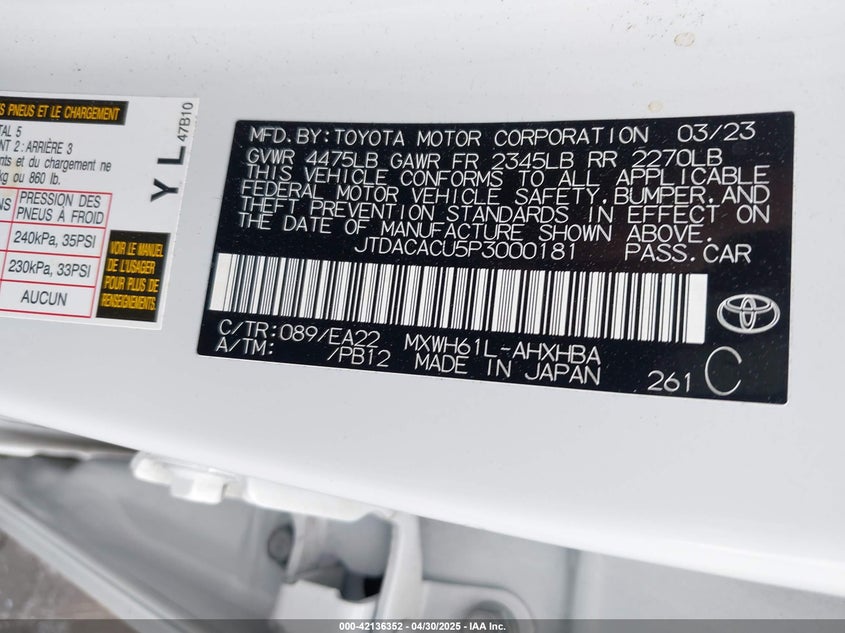 S PNEUS ET LE CHARGEMENT
TAL 5
NT 2 : ARRIÈRE 3
nts et du chargement ne
kg ou 860 lb.
NS
PRESSION DES
PNEUS À FROID
240kPa, 35PSI
230kPa, 33PSI
AUCUN
VOIR LE MANUEL
DE L'USAGER
POUR PLUS DE
RENSEIGNEMENTS.
Y L
47B10
MFD. BY: TOYOTA MOTOR CORPORATION 03/23
GVWR 4475LB GAWR FR 2345LB RR 2270LB
THIS VEHICLE CONFORMS TO ALL APPLICABLE
FEDERAL MOTOR VEHICLE SAFETY, BUMPER, AND
THEFT PREVENTION STANDARDS IN EFFECT ON
THE DATE OF MANUFACTURE SHOWN ABOVE.
JTDACACU5P3000181 PASS. CAR
C/TR: 089/EA22 MXWH61L-AHXHBA
A/TM: /PB12 MADE IN JAPAN 261 C
000-42136352 - 04/30/2025 - IAA Inc.